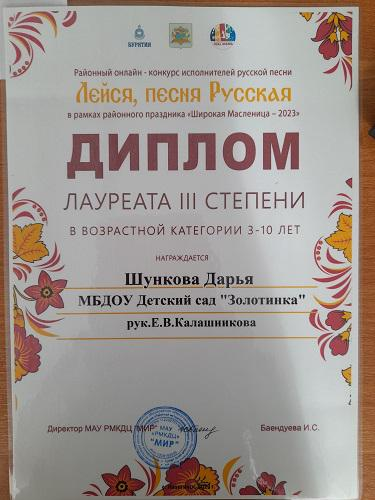 БУРЯТИЯ
Районный онлайн - конкурс исполнителей русской песни
Лейся, песня Русская
в рамках районного праздника «Широкая Масленица – 2023»
ДИПЛОМ
ЛАУРЕАТА III СТЕПЕНИ
В ВОЗРАСТНОЙ КАТЕГОРИИ 3-10 ЛЕТ
НАГРАЖДАЕТСЯ
Шункова Дарья
МБДОУ Детский сад "Золотинка"
рук.Е.В.Калашникова
Директор МАУ РМКДЦ "МИР"
Баендуева И.С.
МАУ
«РМКДЦ»
"МИР"